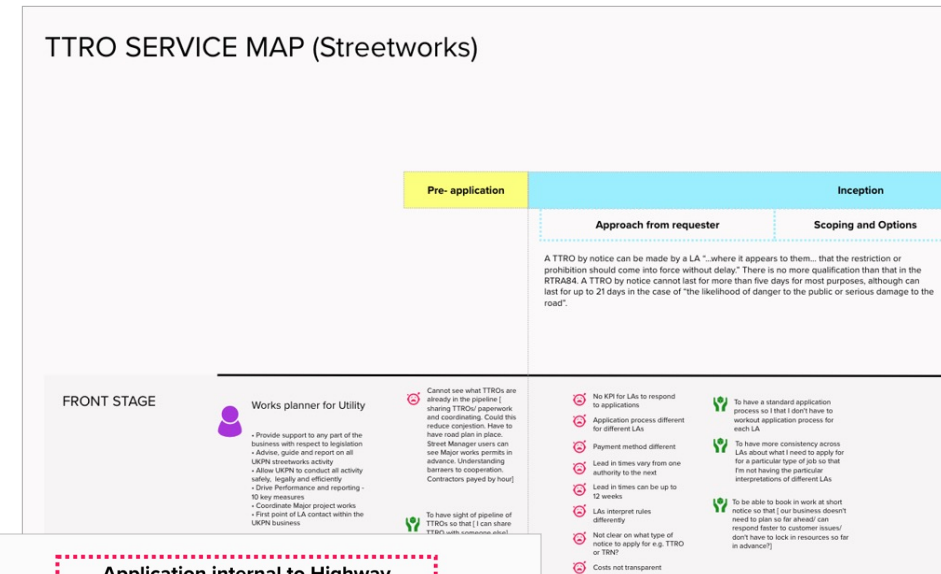 TTRO SERVICE MAP (Streetworks)
Pre- application
Inception
Approach from requester
Scoping and Options
A TTRO by notice can be made by a LA “...where it appears to them... that the restriction or
prohibition should come into force without delay.” There is no more qualification than that in the
RTRA84. A TTRO by notice cannot last for more than five days for most purposes, although can
last for up to 21 days in the case of “the likelihood of danger to the public or serious damage to the
road”.
FRONT STAGE
Works planner for Utility
• Provide support to any part of the
business with respect to legislation
• Advise, guide and report on all
UKPN streetworks activity
• Allow UKPN to conduct all activity
safely, legally and efficiently
• Drive Performance and reporting -
10 key measures
• Coordinate Major project works
• First point of LA contact within the
UKPN business
Cannot see what TTROs are
already in the pipeline [
sharing TTROs/ paperwork
and coordinating. Could this
reduce conjestion. Have to
have road plan in place.
Street Manager users can
see Major works permits in
advance. Understanding
barraers to cooperation.
Contractors payed by hour]
To have sight of pipeline of
TTROs so that [ I can share
TTRO with someone else]
No KPI for LAs to respond
to applications
Application process different
for different LAs
Payment method different
Lead in times vary from one
authority to the next
Lead in times can be up to
12 weeks
LAs interpret rules
differently
Not clear on what type of
notice to apply for e.g. TTRO
or TRN?
Costs not transparent
To have a standard application
process so I that I don't have to
workout application process for
each LA
To have more consistency across
LAs about what I need to apply for
for a particular type of job so that
I'm not having the particular
interpretations of different LAs
To be able to book in work at short
notice so that [ our business doesn't
need to plan so far ahead/ can
respond faster to customer issues/
don't have to lock in resources so far
in advance?]
Application internal to Highway